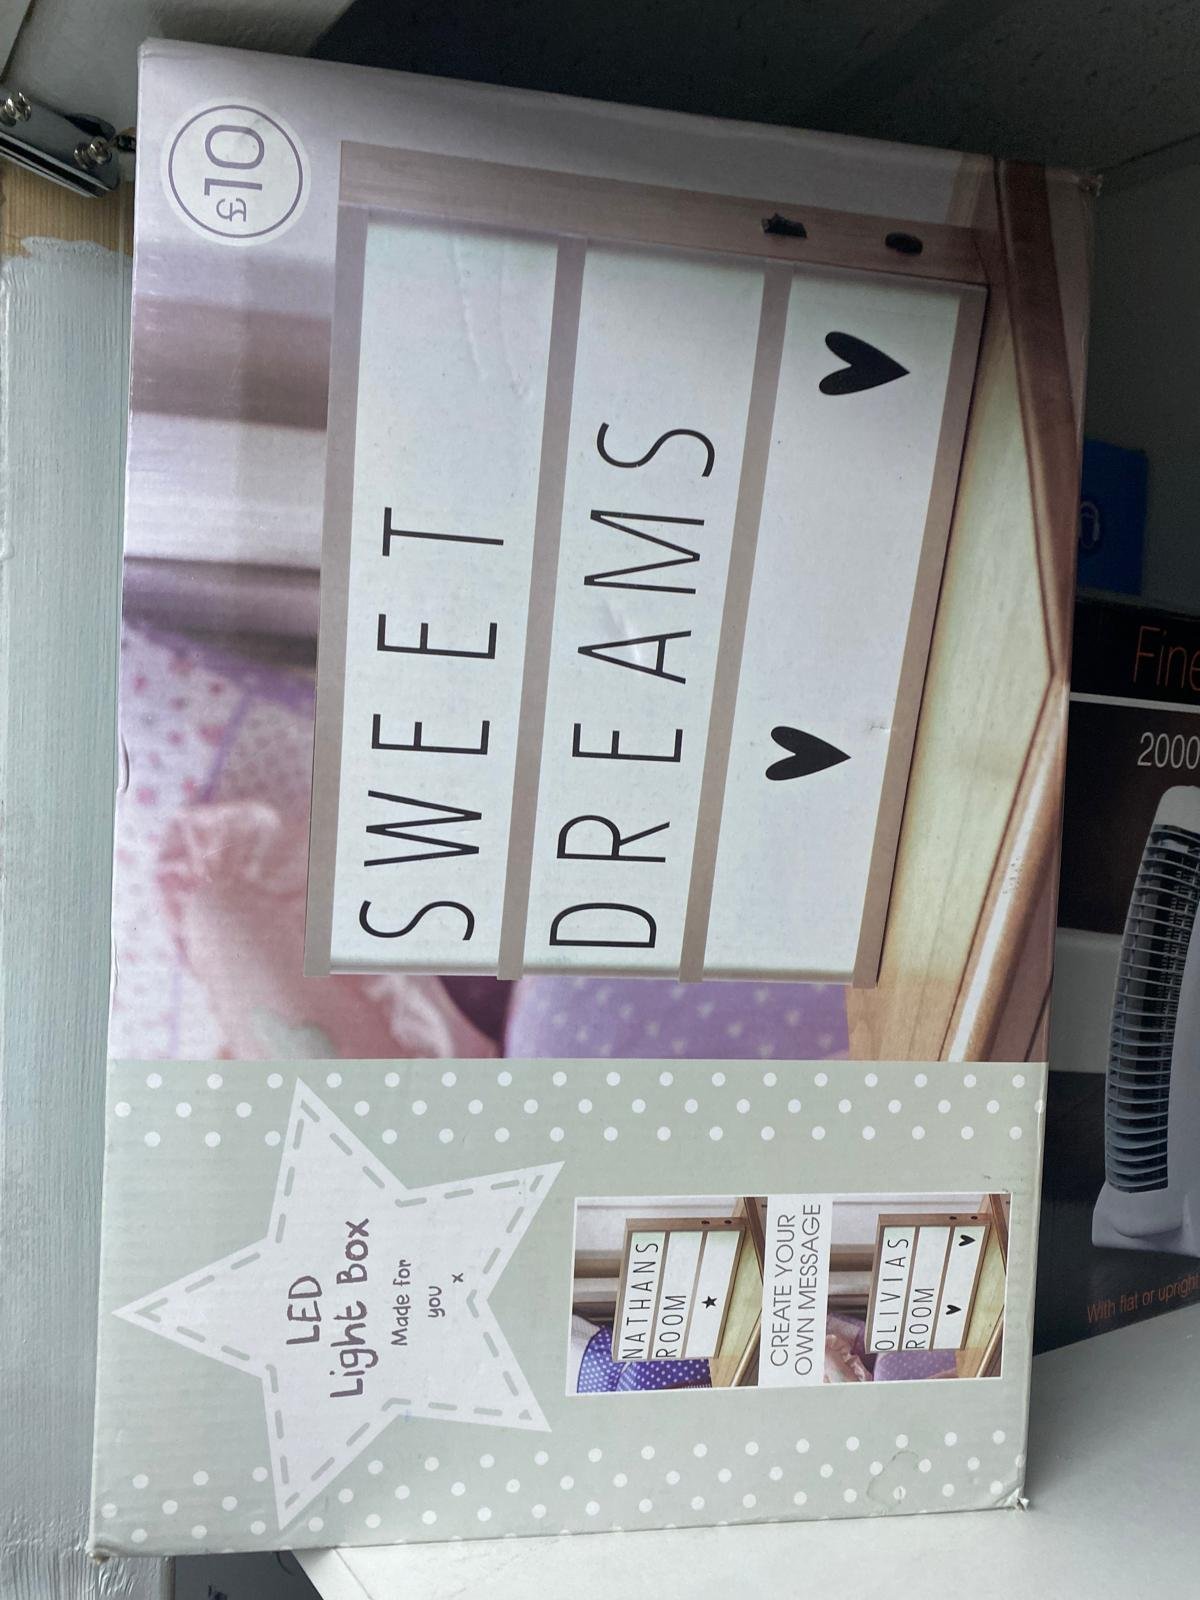 LED
Light Box
Made for
you
x
£10
SWEET
DREAMS
NATHANS
ROOM
CREATE YOUR
OWN MESSAGE
OLIVIAS
ROOM
Fine
2000
With flat or upright